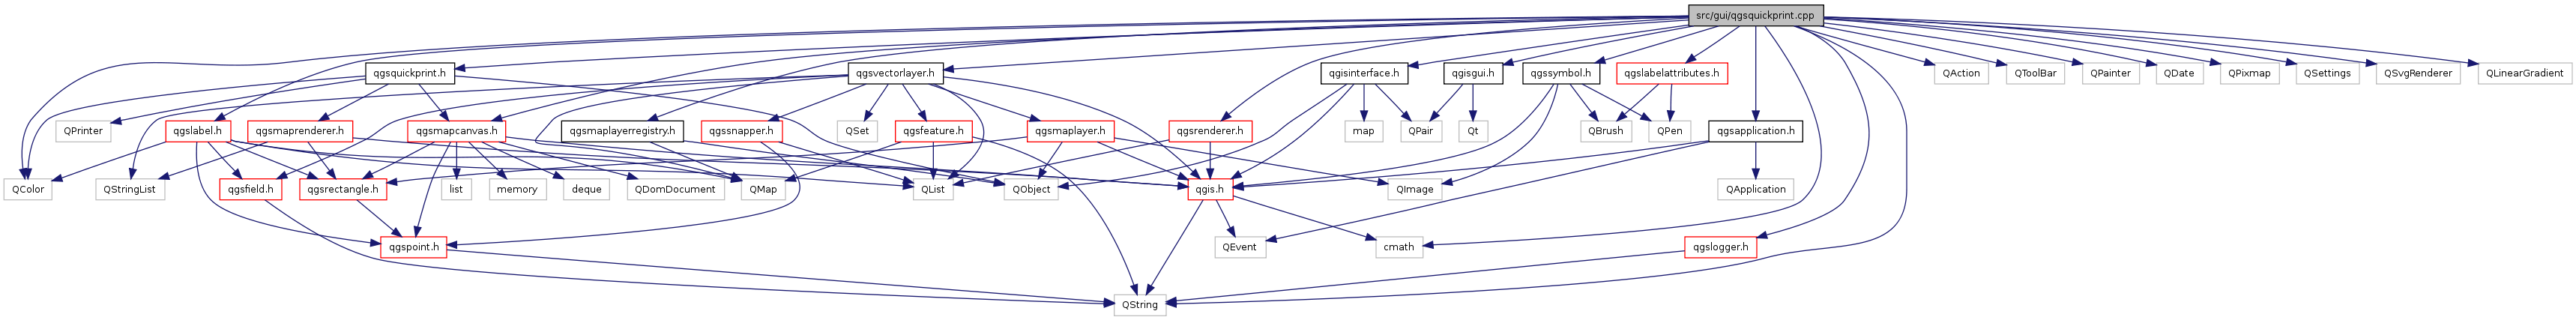 src/gui/qgsquickprint.cpp
qgsquickprint.h
qgsvectorlayer.h
qgisinterface.h
qgisgui.h
qgssymbol.h
qgslabelattributes.h
QAction
QToolBar
QPainter
QDate
QPixmap
QSettings
QSvgRenderer
QLinearGradient
QPrinter
qgslabel.h
qgsmaprenderer.h
qgsmapcanvas.h
qgsmaplayerregistry.h
qgssnapper.h
QSet
qgsfeature.h
qgsmaplayer.h
qgsrenderer.h
map
QPair
Qt
QBrush
QPen
qgsapplication.h
QColor
QStringList
qgsfield.h
qgsrectangle.h
list
memory
deque
QDomDocument
QMap
QList
QObject
qgis.h
QImage
QApplication
qgspoint.h
QEvent
cmath
qgslogger.h
QString